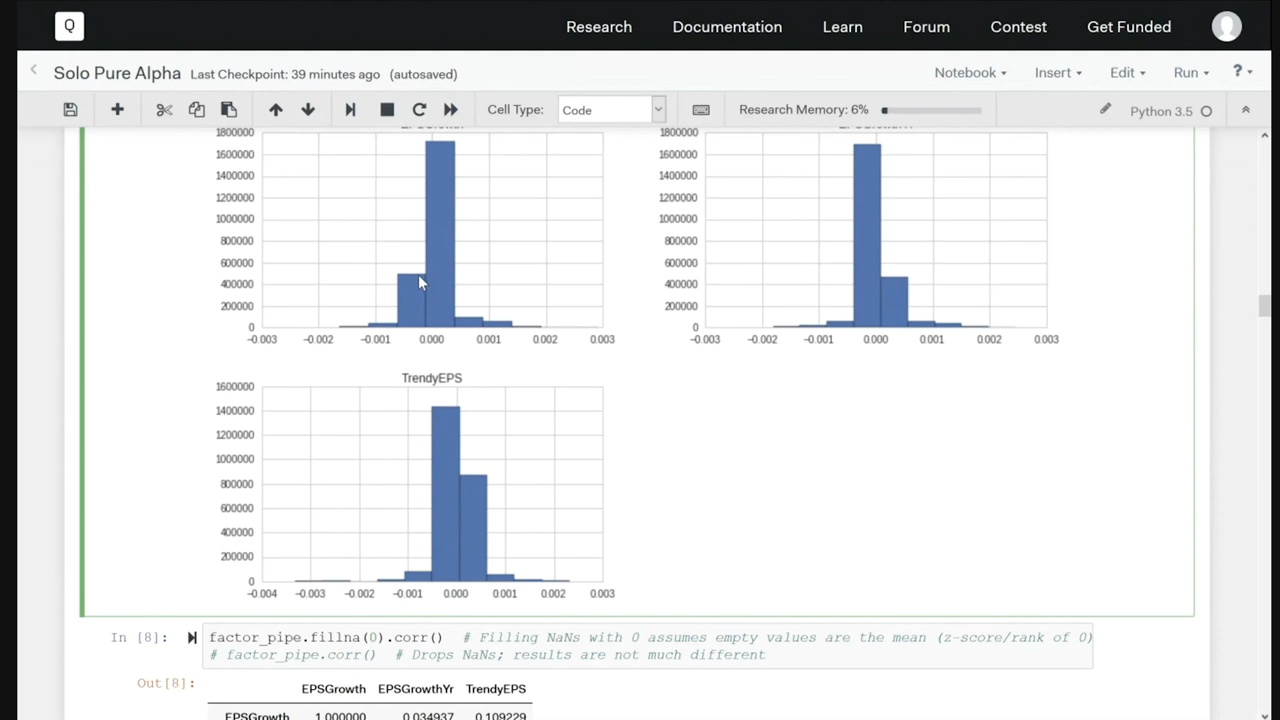 Q Research Documentation Learn Forum Contest Get Funded
Solo Pure Alpha Last Checkpoint: 39 minutes ago (autosaved) Notebook Insert Edit Run ?
Cell Type: Code Research Memory: 6% Python 3.5
1800000
1600000
1400000
1200000
1000000
800000
600000
400000
200000
0
−0.003 −0.002 −0.001 0.000 0.001 0.002 0.003
1800000
1600000
1400000
1200000
1000000
800000
600000
400000
200000
0
−0.003 −0.002 −0.001 0.000 0.001 0.002 0.003
TrendyEPS
1600000
1400000
1200000
1000000
800000
600000
400000
200000
0
−0.004 −0.003 −0.002 −0.001 0.000 0.001 0.002 0.003
In [8]: factor_pipe.fillna(0).corr() # Filling NaNs with 0 assumes empty values are the mean (z-score/rank of 0)
# factor_pipe.corr() # Drops NaNs; results are not much different
Out[8]:
EPSGrowth EPSGrowthYr TrendyEPS
EPSGrowth 1.000000 0.034937 0.109229